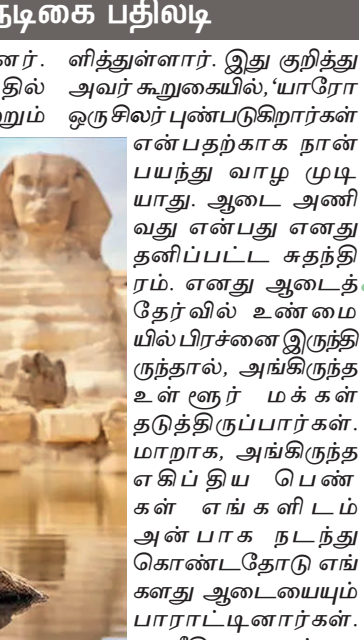 நடிகை பதிலடி
னர்.
தில்
றும்
ளித்துள்ளார். இது குறித்து
அவர் கூறுகையில், 'யாரோ
ஒரு சிலர் புண்படுகிறார்கள்
என்பதற்காக நான்
பயந்து வாழ முடி
யாது. ஆடை அணி
வது என்பது எனது
தனிப்பட்ட சுதந்தி
ரம். எனது ஆடைத்
தேர்வில் உண்மை
யில் பிரச்னை இருந்தி
ருந்தால், அங்கிருந்த
உள்ளூர் மக்கள்
தடுத்திருப்பார்கள்.
மாறாக, அங்கிருந்த
எகிப்திய பெண்
கள் எங்களிடம்
அன்பாக நடந்து
கொண்டதோடு எங்
களது ஆடையையும்
பாராட்டினார்கள்.